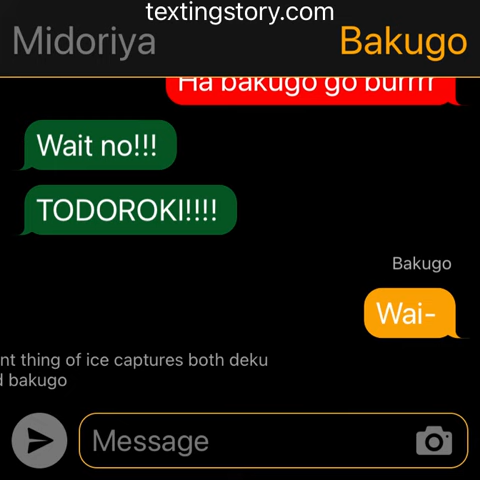 textingstory.com
Midoriya Bakugo
Ha bakugo go burrr
Wait no!!!
TODOROKI!!!!
Bakugo
Wai-
nt thing of ice captures both deku
d bakugo
Message